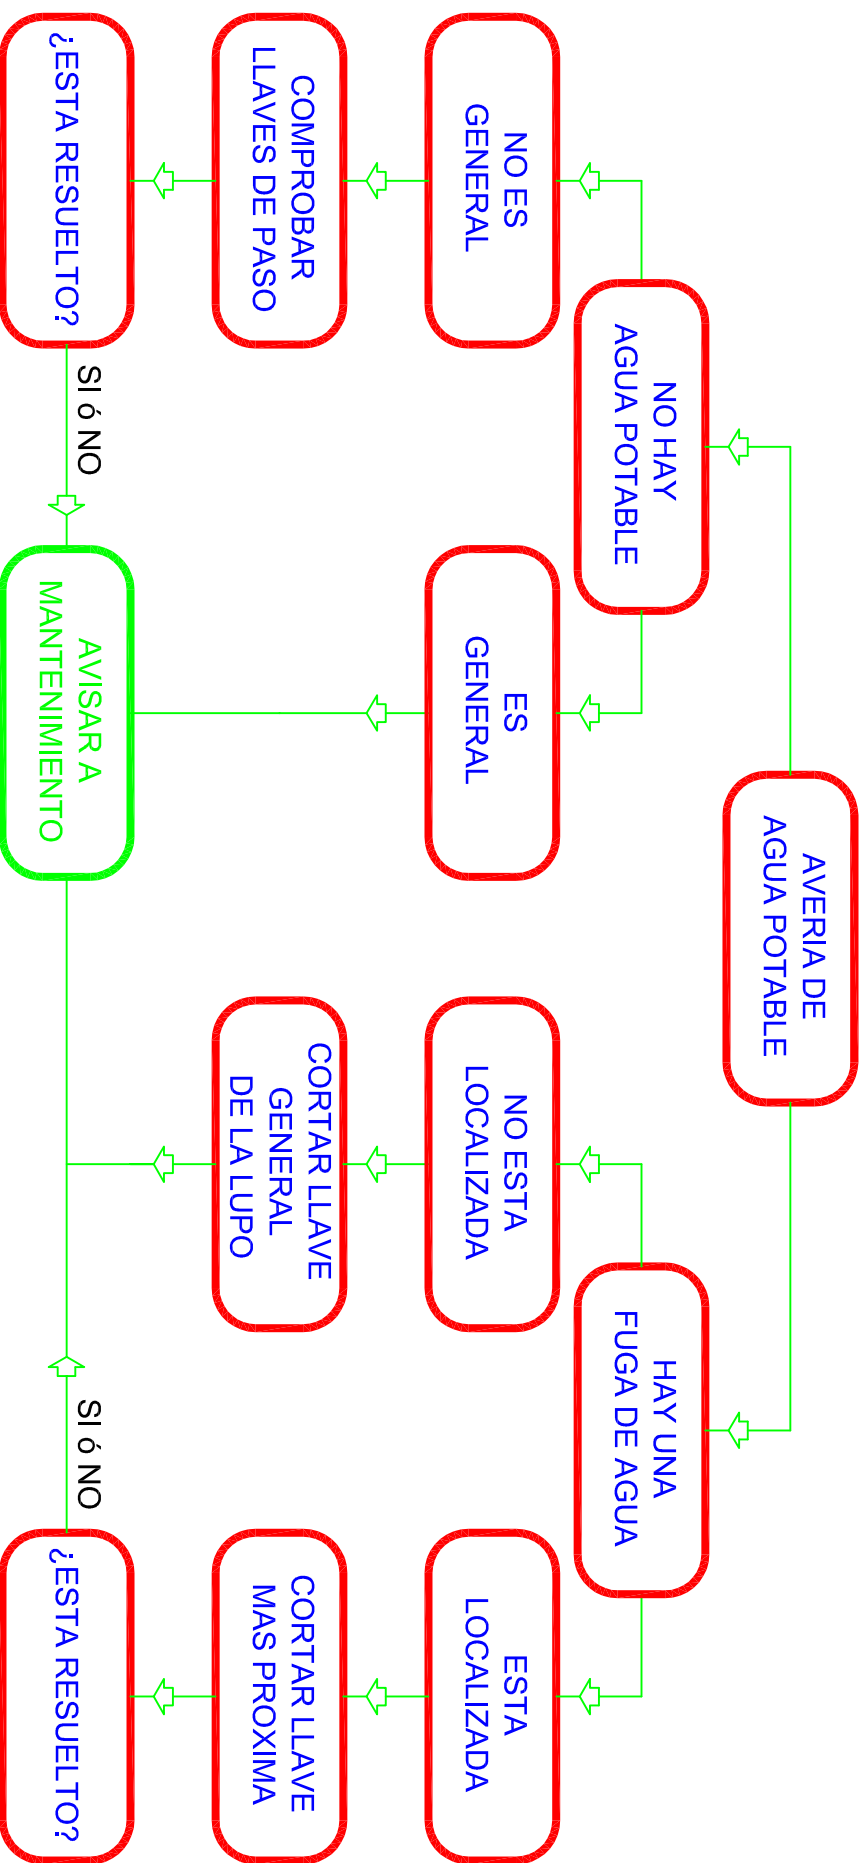 AVERIA DE
AGUA POTABLE
NO HAY
AGUA POTABLE
HAY UNA
FUGA DE AGUA
NO ES
GENERAL
ES
GENERAL
NO ESTA
LOCALIZADA
ESTA
LOCALIZADA
COMPROBAR
LLAVES DE PASO
CORTAR LLAVE
GENERAL
DE LA LUPO
CORTAR LLAVE
MAS PROXIMA
¿ESTA RESUELTO?
SI ó NO
AVISAR A
MANTENIMIENTO
SI ó NO
¿ESTA RESUELTO?